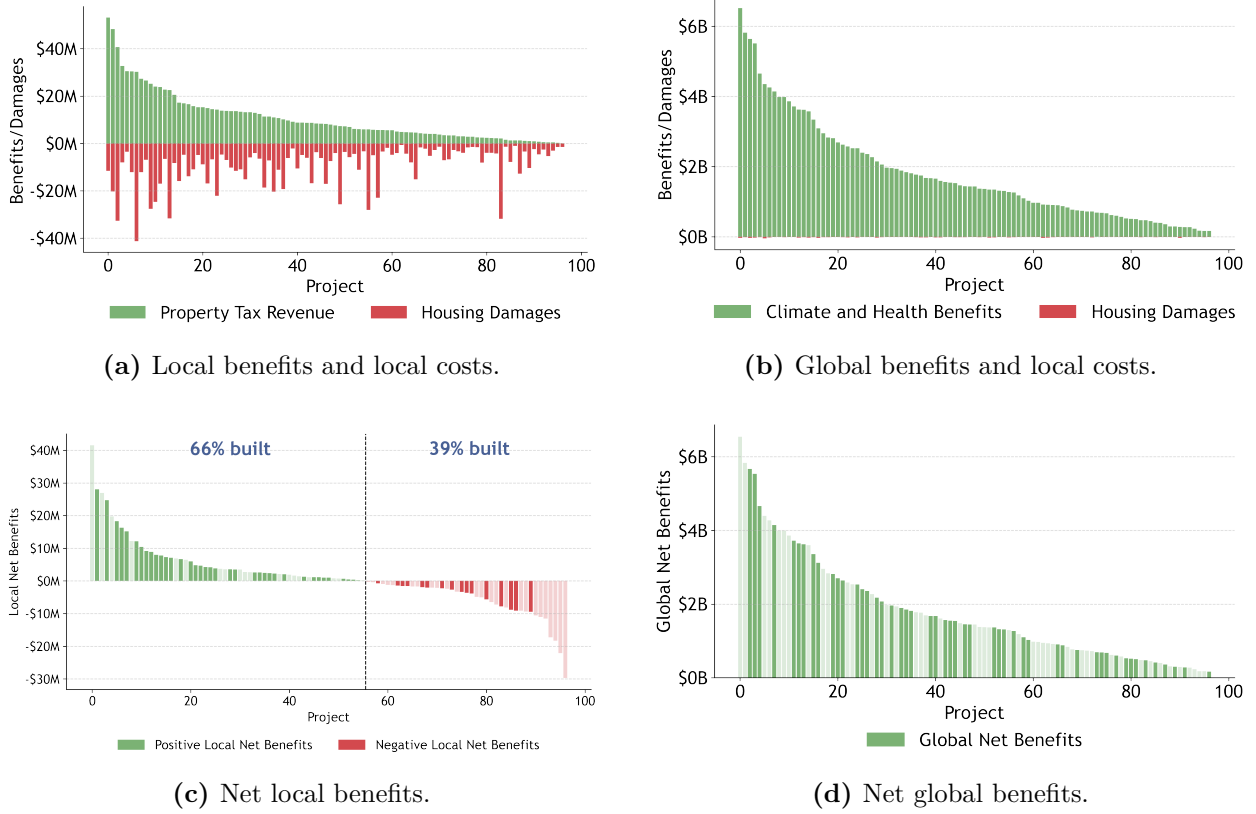 Benefits/Damages
$40M
$20M
$0M
-$20M
-$40M
0 20 40 60 80 100
Project
Property Tax Revenue Housing Damages
(a) Local benefits and local costs.
Benefits/Damages
$6B
$4B
$2B
$0B
0 20 40 60 80 100
Project
Climate and Health Benefits Housing Damages
(b) Global benefits and local costs.
66% built 39% built
Local Net Benefits
$40M
$30M
$20M
$10M
$0M
-$10M
-$20M
-$30M
0 20 40 60 80 100
Project
Positive Local Net Benefits Negative Local Net Benefits
(c) Net local benefits.
Global Net Benefits
$6B
$4B
$2B
$0B
0 20 40 60 80 100
Project
Global Net Benefits
(d) Net global benefits.